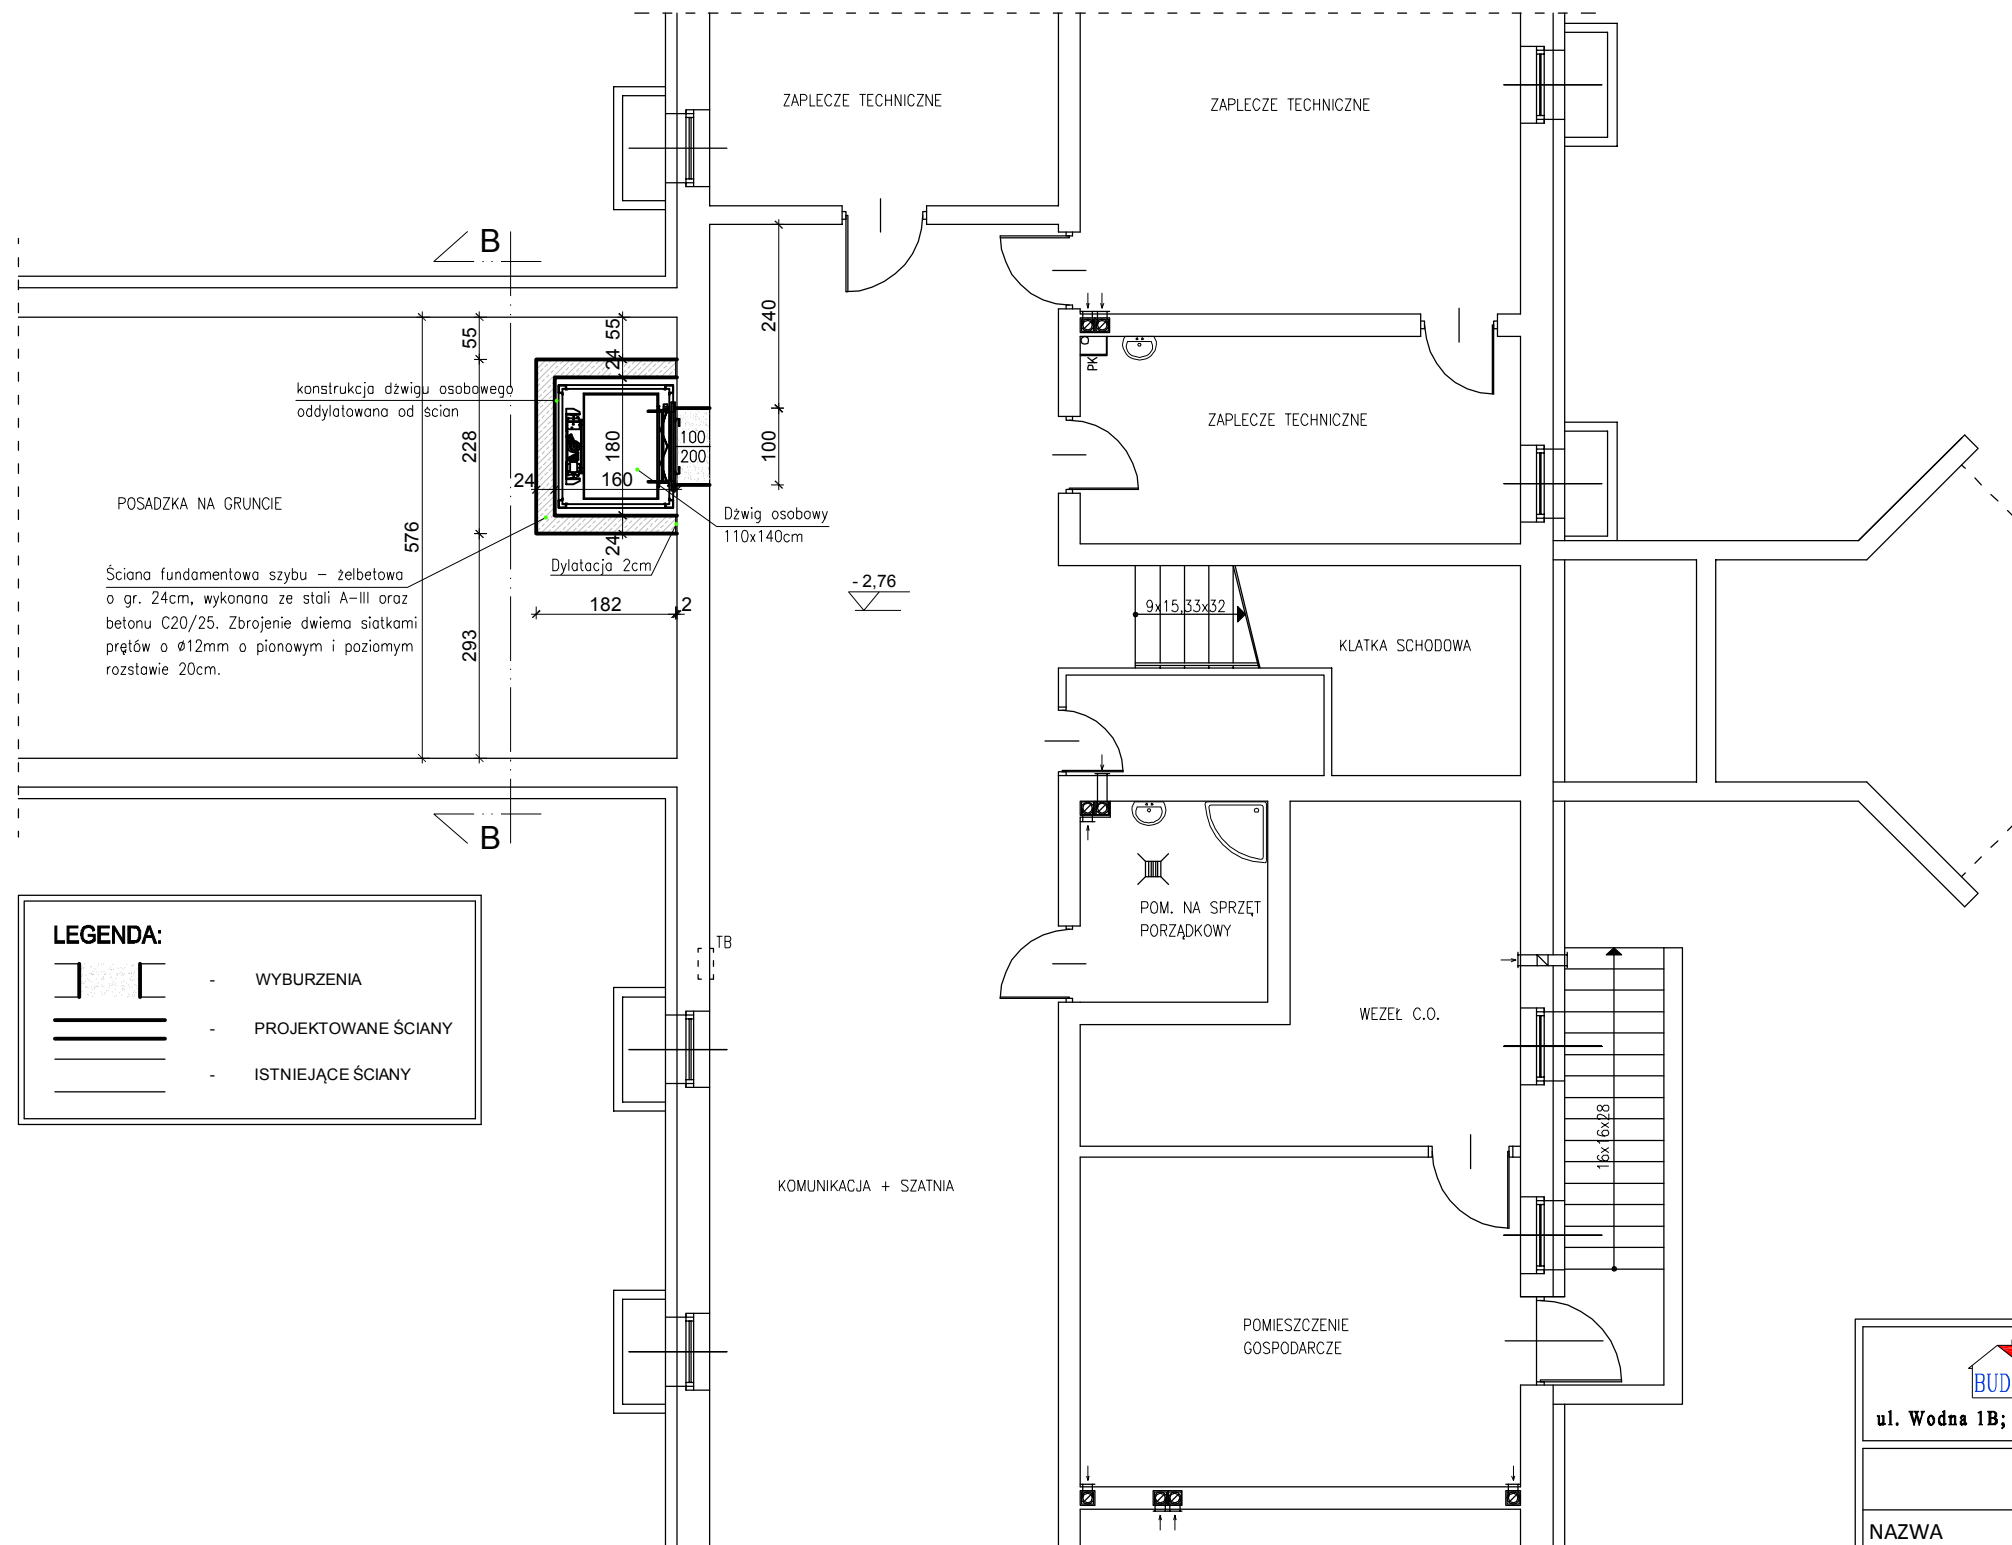 ZAPLECZE TECHNICZNE
ZAPLECZE TECHNICZNE
B
55
55
24
240
PK
konstrukcja dźwigu osobowego
oddylatowana od ścian
228
180
100
200
100
ZAPLECZE TECHNICZNE
24
160
POSADZKA NA GRUNCIE
576
Dźwig osobowy
110x140cm
24
Dylatacja 2cm
Ściana fundamentowa szybu – żelbetowa
o gr. 24cm, wykonana ze stali A-III oraz
betonu C20/25. Zbrojenie dwiema siatkami
prętów o ø12mm o pionowym i poziomym
rozstawie 20cm.
182
2
- 2,76
9x15,33x32
293
KLATKA SCHODOWA
B
POM. NA SPRZĘT
PORZĄDKOWY
LEGENDA:
TB
- WYBURZENIA
- PROJEKTOWANE ŚCIANY
- ISTNIEJĄCE ŚCIANY
WEZEŁ C.O.
16x16x28
KOMUNIKACJA + SZATNIA
POMIESZCZENIE
GOSPODARCZE
BUD
ul. Wodna 1B;
NAZWA